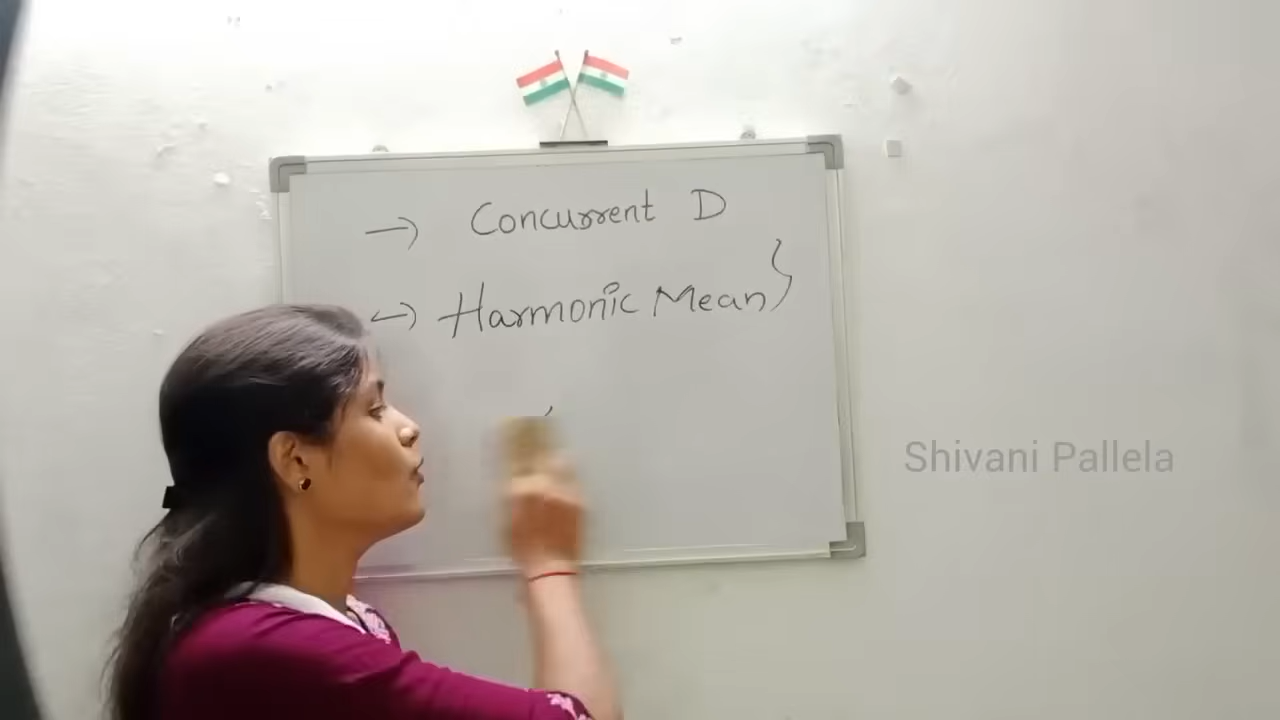 → Concurrent D
→ Harmonic Mean }
Shivani Pallela